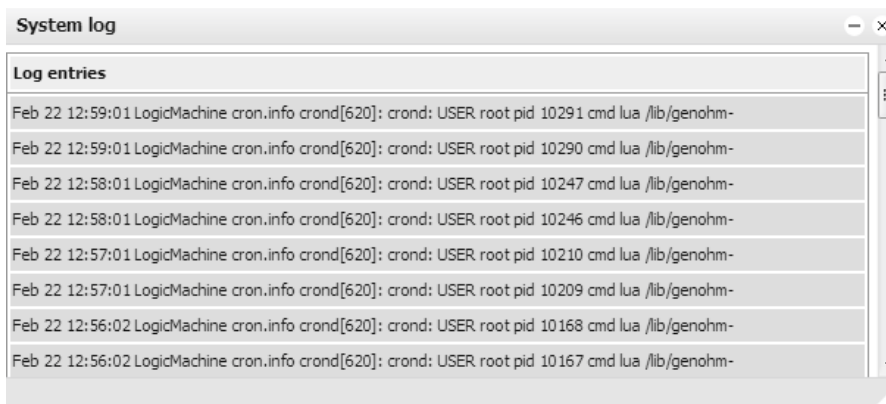 System log
Log entries
Feb 22 12:59:01 LogicMachine cron.info crond[620]: crond: USER root pid 10291 cmd lua /lib/genohm-
Feb 22 12:59:01 LogicMachine cron.info crond[620]: crond: USER root pid 10290 cmd lua /lib/genohm-
Feb 22 12:58:01 LogicMachine cron.info crond[620]: crond: USER root pid 10247 cmd lua /lib/genohm-
Feb 22 12:58:01 LogicMachine cron.info crond[620]: crond: USER root pid 10246 cmd lua /lib/genohm-
Feb 22 12:57:01 LogicMachine cron.info crond[620]: crond: USER root pid 10210 cmd lua /lib/genohm-
Feb 22 12:57:01 LogicMachine cron.info crond[620]: crond: USER root pid 10209 cmd lua /lib/genohm-
Feb 22 12:56:02 LogicMachine cron.info crond[620]: crond: USER root pid 10168 cmd lua /lib/genohm-
Feb 22 12:56:02 LogicMachine cron.info crond[620]: crond: USER root pid 10167 cmd lua /lib/genohm-